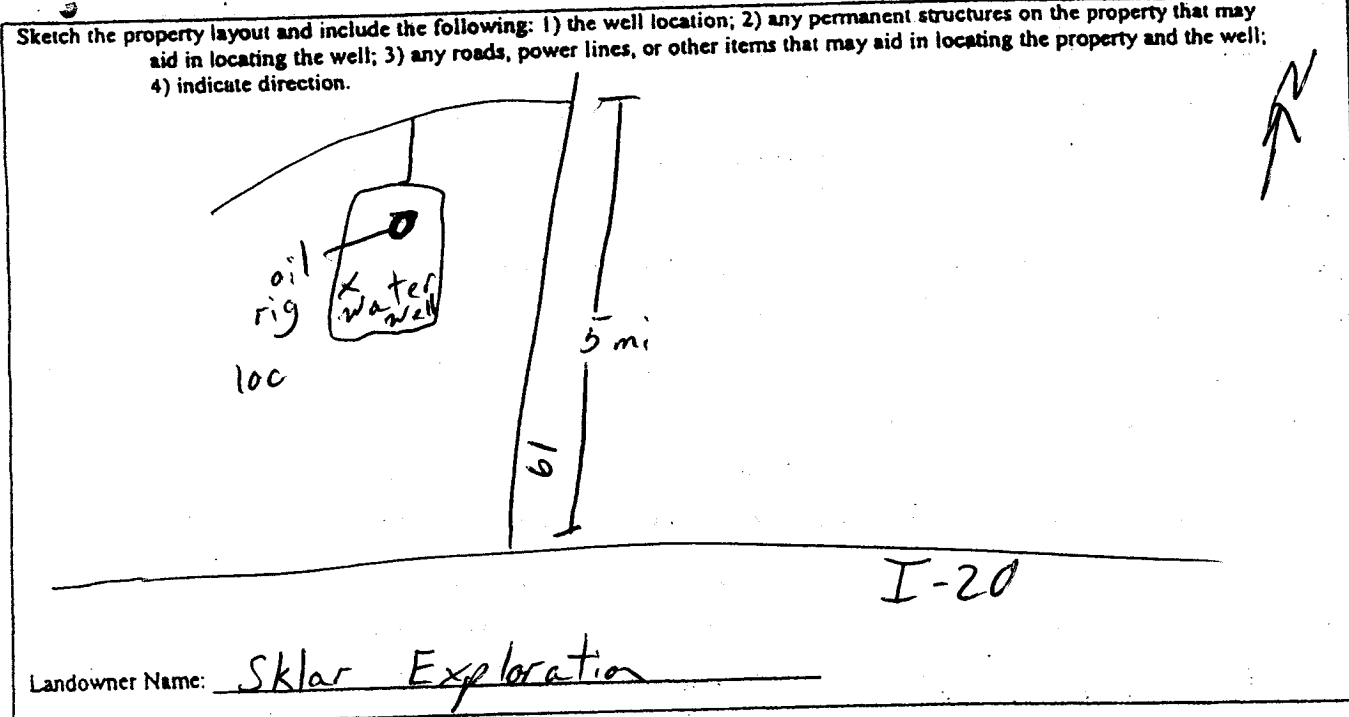 Sketch the property layout and include the following: 1) the well location; 2) any permanent structures on the property that may
aid in locating the well; 3) any roads, power lines, or other items that may aid in locating the property and the well;
4) indicate direction.
N
oil
rig
x
water
well
loc
5 mi
61
I-20
Landowner Name: Sklar Exploration